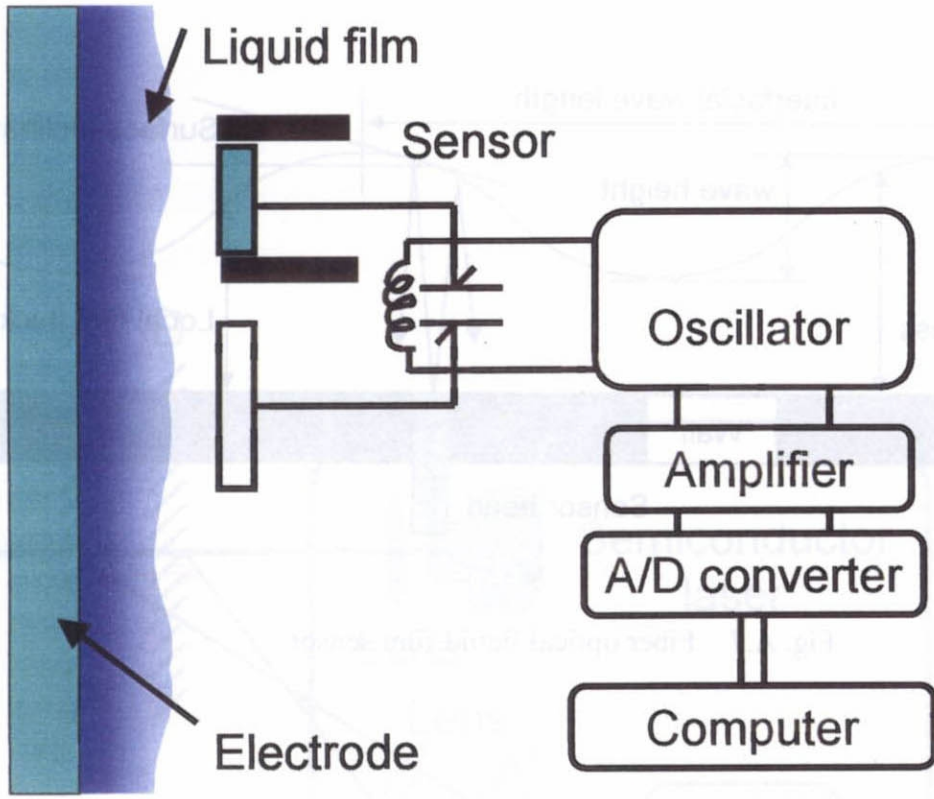 Liquid film
Sensor
Oscillator
Amplifier
A/D converter
Computer
Electrode